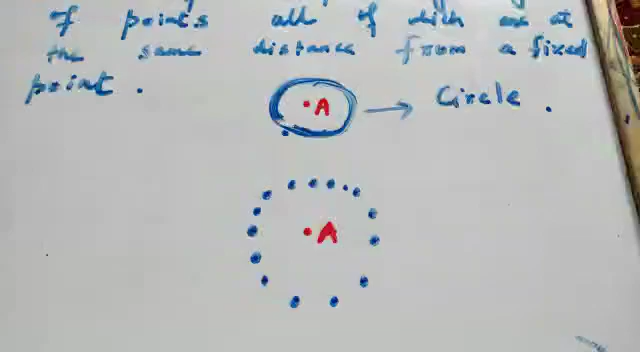 of points all of which are at
the same distance from a fixed
point .
A → Circle .
A